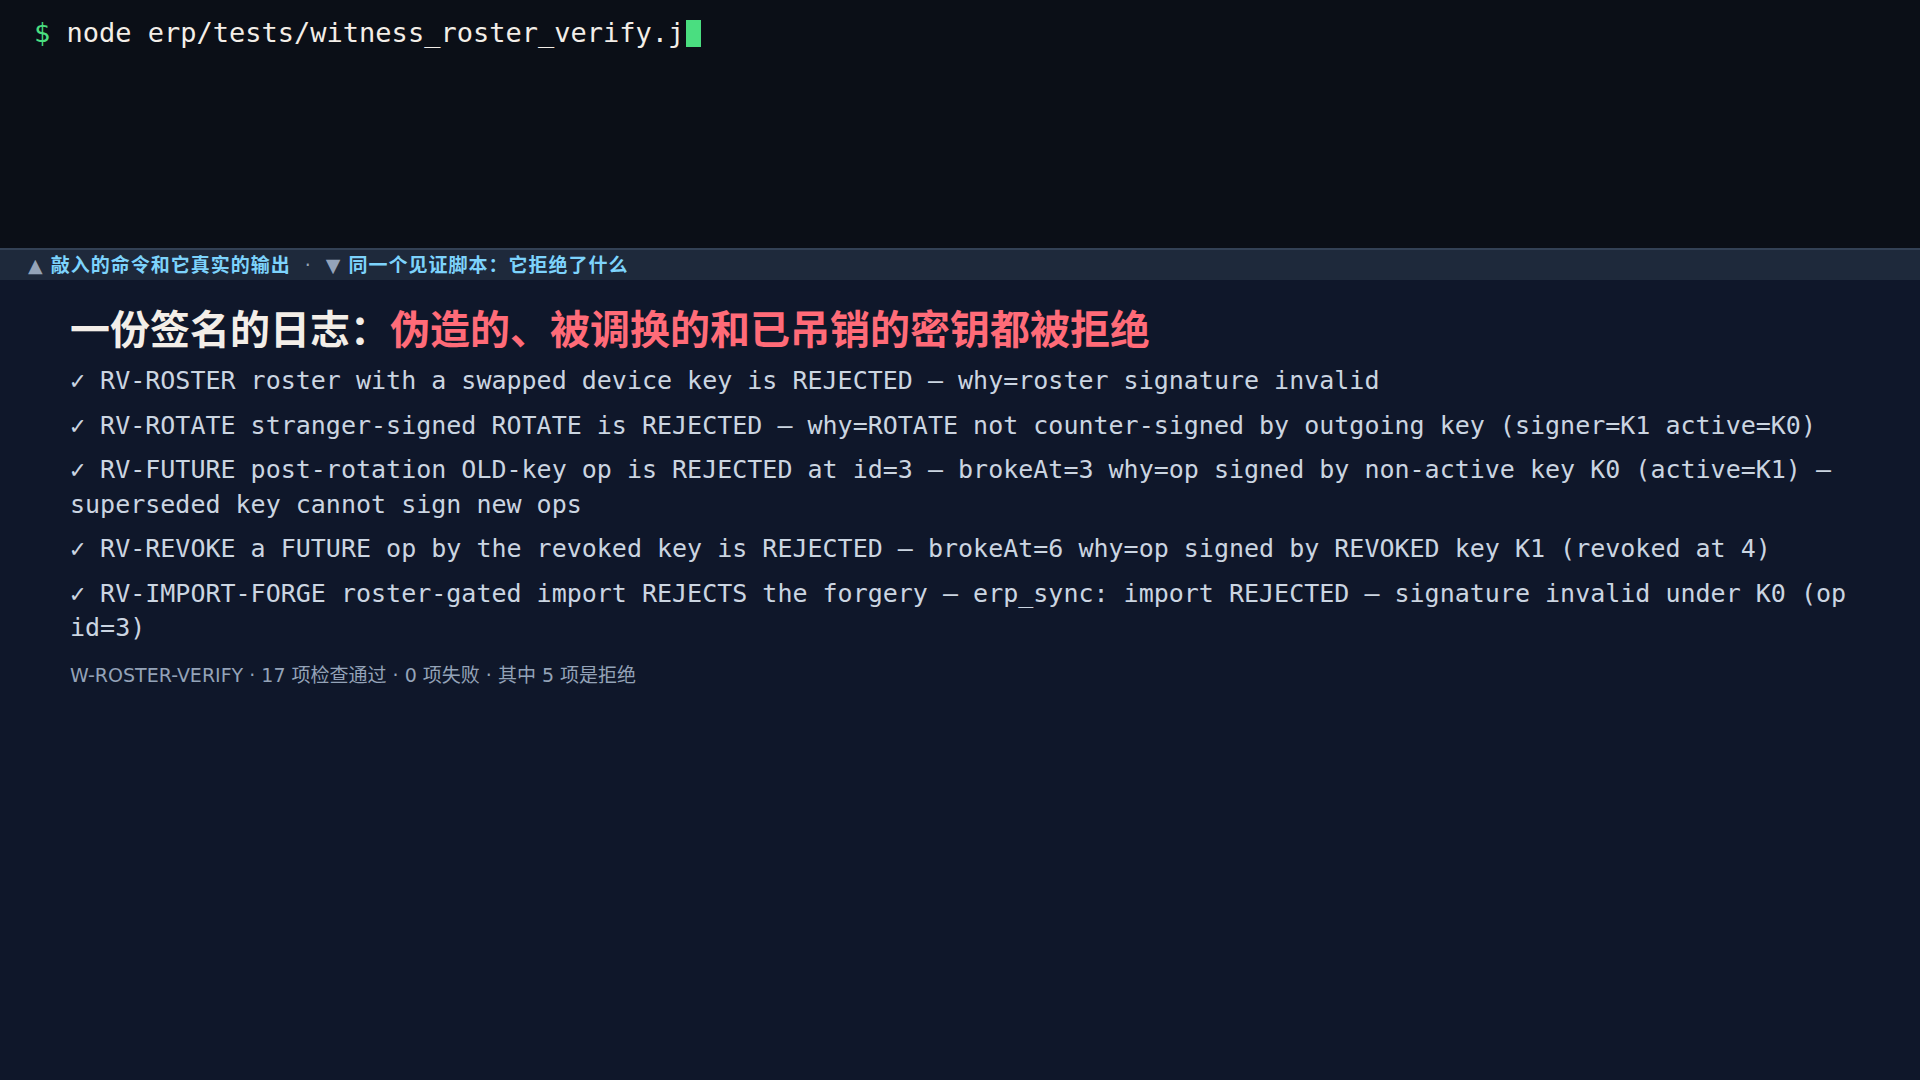 $ node erp/tests/witness_roster_verify.j
▲ 敲入的命令和它真实的输出 · ▼ 同一个见证脚本：它拒绝了什么
一份签名的日志：伪造的、被调换的和已吊销的密钥都被拒绝
✓ RV-ROSTER roster with a swapped device key is REJECTED — why=roster signature invalid
✓ RV-ROTATE stranger-signed ROTATE is REJECTED — why=ROTATE not counter-signed by outgoing key (signer=K1 active=K0)
✓ RV-FUTURE post-rotation OLD-key op is REJECTED at id=3 — brokeAt=3 why=op signed by non-active key K0 (active=K1) —
superseded key cannot sign new ops
✓ RV-REVOKE a FUTURE op by the revoked key is REJECTED — brokeAt=6 why=op signed by REVOKED key K1 (revoked at 4)
✓ RV-IMPORT-FORGE roster-gated import REJECTS the forgery — erp_sync: import REJECTED — signature invalid under K0 (op
id=3)
W-ROSTER-VERIFY · 17 项检查通过 · 0 项失败 · 其中 5 项是拒绝